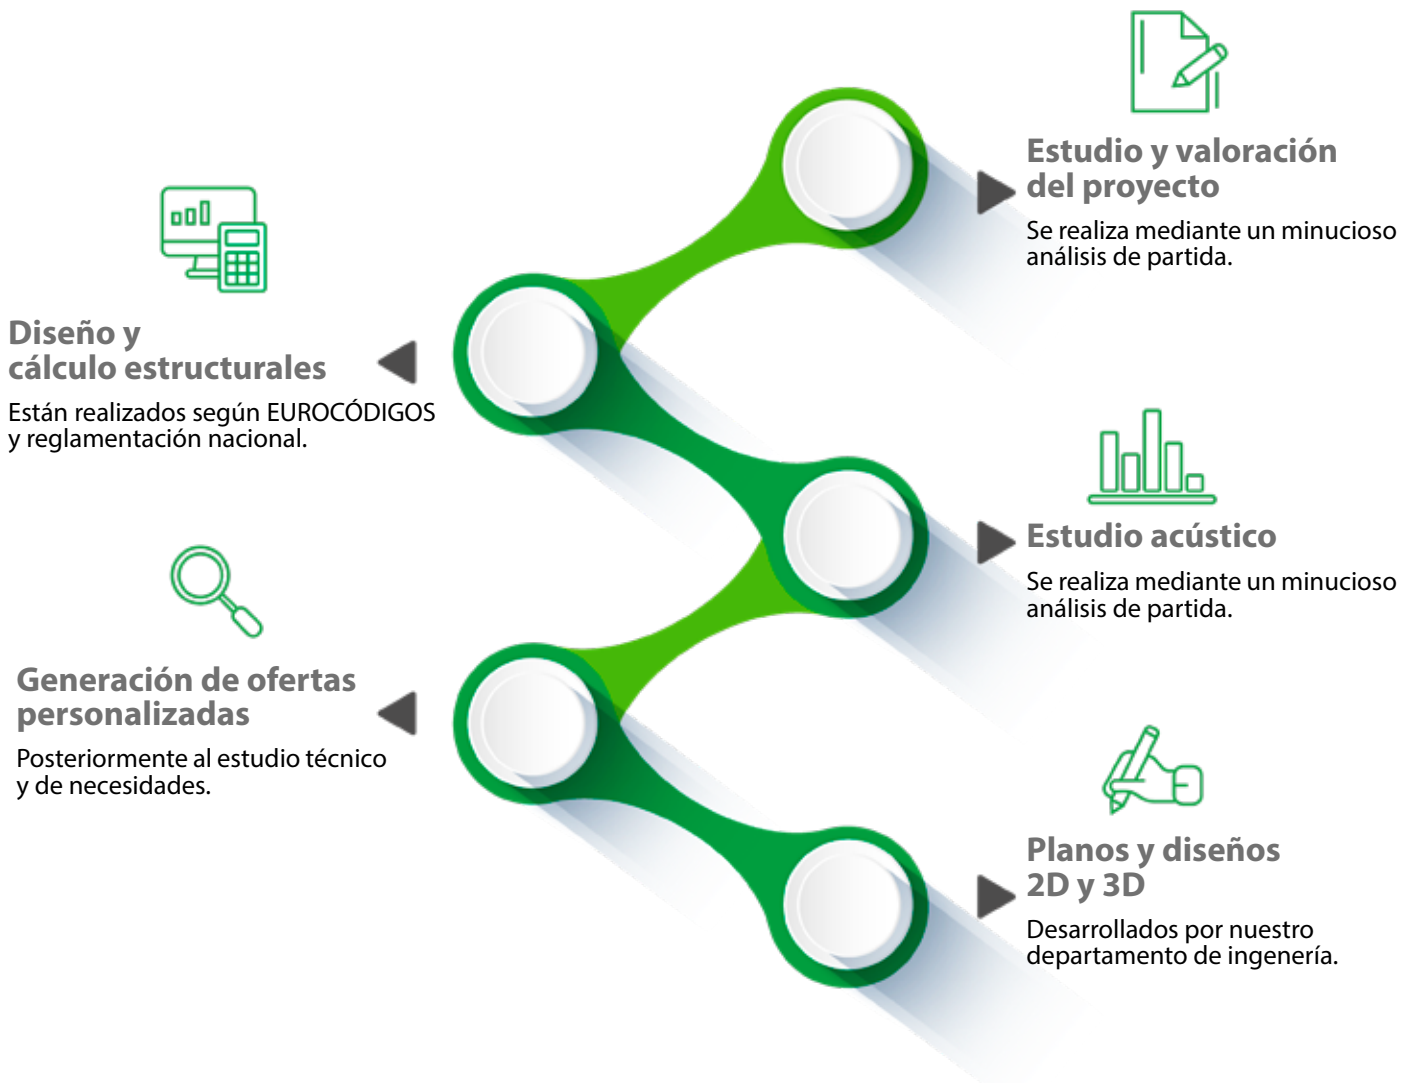 Estudio y valoración
del proyecto
Se realiza mediante un minucioso
análisis de partida.
Diseño y
cálculo estructurales
Están realizados según EUROCÓDIGOS
y reglamentación nacional.
Estudio acústico
Se realiza mediante un minucioso
análisis de partida.
Generación de ofertas
personalizadas
Posteriormente al estudio técnico
y de necesidades.
Planos y diseños
2D y 3D
Desarrollados por nuestro
departamento de ingenería.